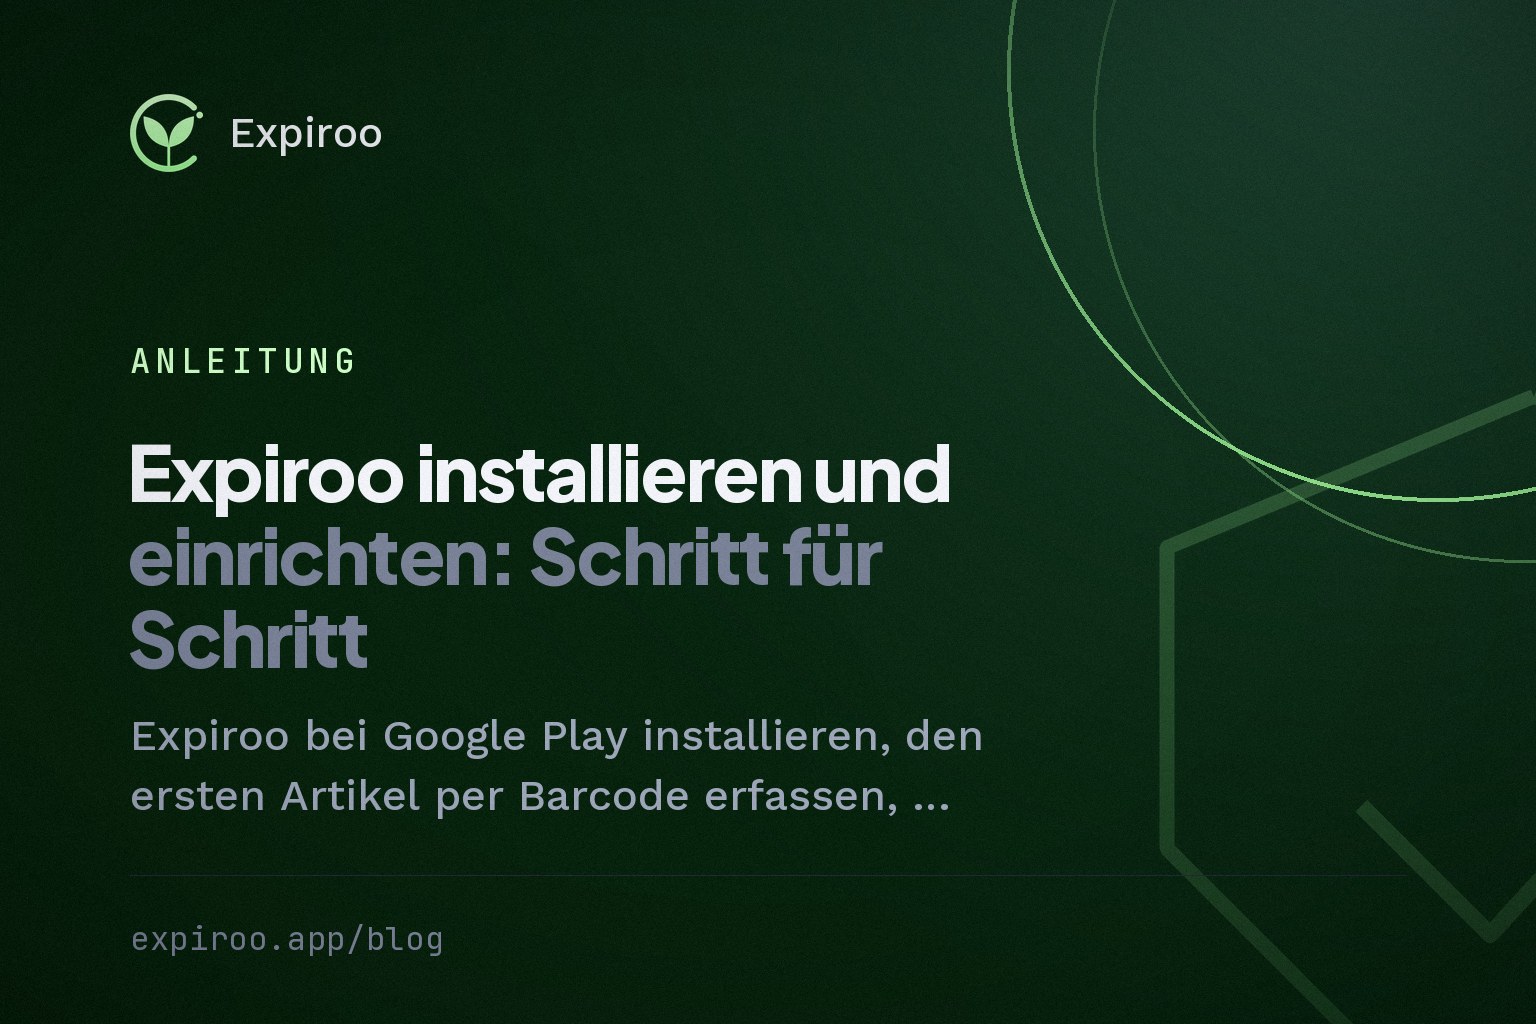 Expiroo
ANLEITUNG
Expiroo installieren und
einrichten: Schritt für
Schritt
Expiroo bei Google Play installieren, den
ersten Artikel per Barcode erfassen, ...
expiroo.app/blog